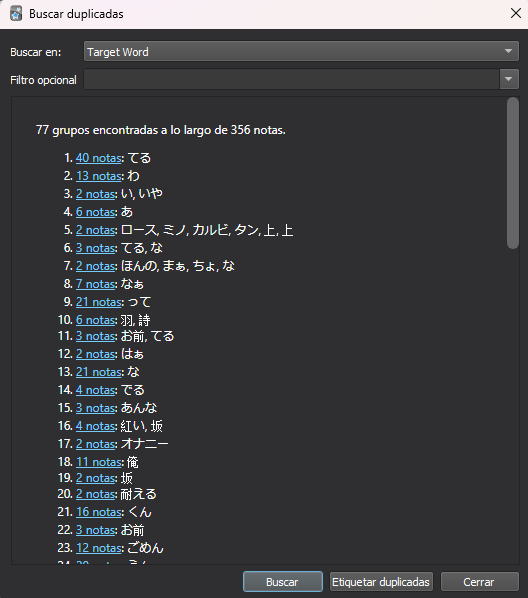 Buscar duplicadas
Buscar en: Target Word
Filtro opcional
77 grupos encontradas a lo largo de 356 notas.
1. 40 notas: てる
2. 13 notas: わ
3. 2 notas: い, いや
4. 6 notas: あ
5. 2 notas: ロース, ミノ, カルビ, タン, 上, 上
6. 3 notas: てる, な
7. 2 notas: ほんの, まぁ, ちょ, な
8. 7 notas: なぁ
9. 21 notas: って
10. 6 notas: 羽, 詩
11. 3 notas: お前, てる
12. 2 notas: はぁ
13. 21 notas: な
14. 4 notas: でる
15. 3 notas: あんな
16. 4 notas: 紅い, 坂
17. 2 notas: オナニー
18. 11 notas: 俺
19. 2 notas: 坂
20. 2 notas: 耐える
21. 16 notas: くん
22. 3 notas: お前
23. 12 notas: ごめん
Buscar
Etiquetar duplicadas
Cerrar